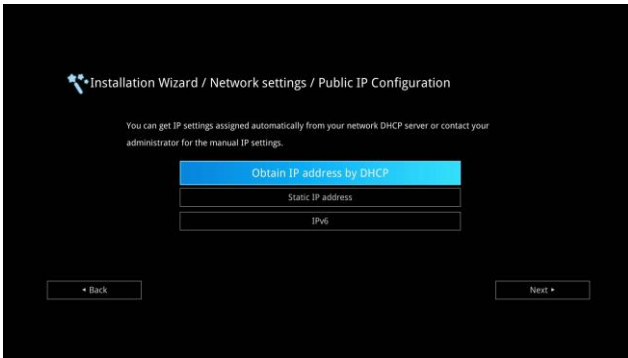 Installation Wizard / Network settings / Public IP Configuration
You can get IP settings assigned automatically from your network DHCP server or contact your
administrator for the manual IP settings.
Obtain IP address by DHCP
Static IP address
IPv6
◂ Back
Next ▸